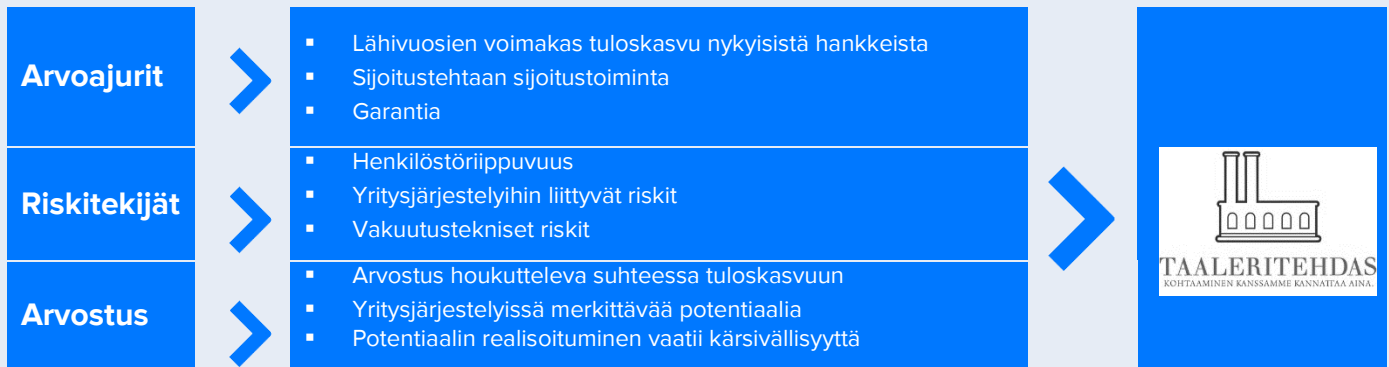 Arvoajurit
▪ Lähivuosien voimakas tuloskasvu nykyisistä hankkeista
▪ Sijoitustehtaan sijoitustoiminta
▪ Garantia
Riskitekijät
▪ Henkilöstöriippuvuus
▪ Yritysjärjestelyihin liittyvät riskit
▪ Vakuutustekniset riskit
Arvostus
▪ Arvostus houkutteleva suhteessa tuloskasvuun
▪ Yritysjärjestelyissä merkittävää potentiaalia
▪ Potentiaalin realisoituminen vaatii kärsivällisyyttä
TAALERITEHDAS
KOHTAAMINEN KANSSAMME KANNATTAA AINA.